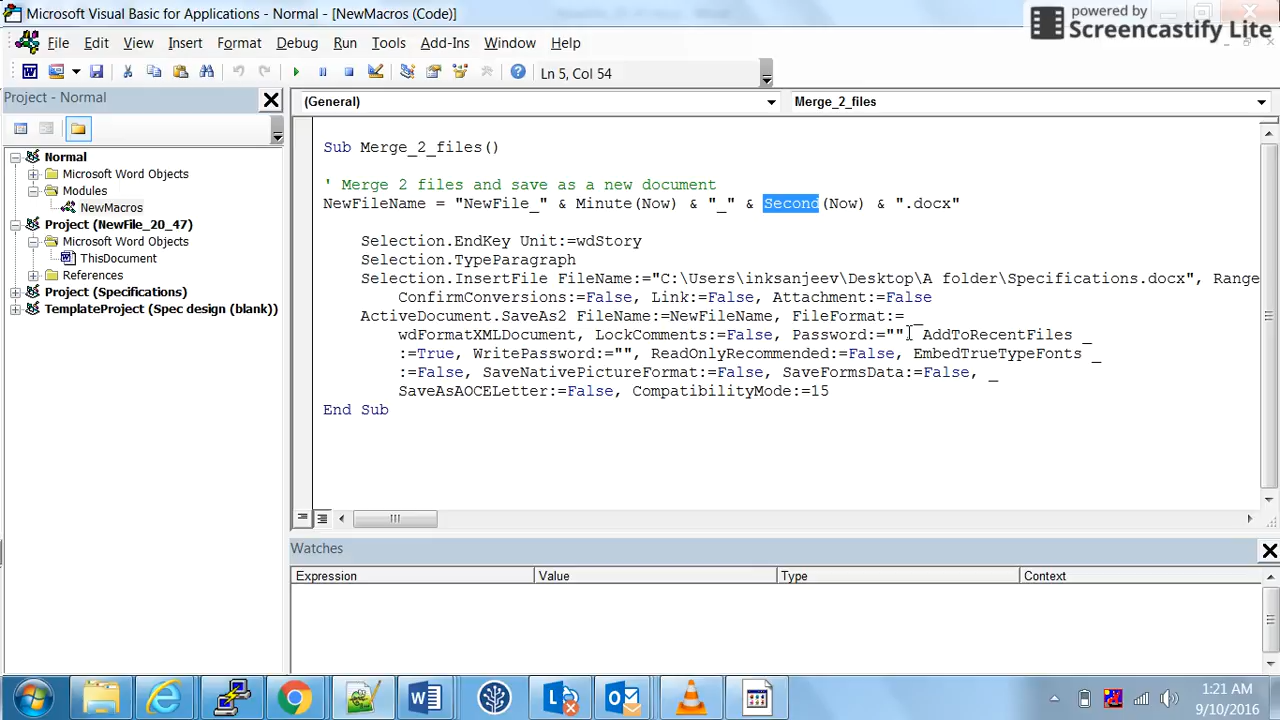 Microsoft Visual Basic for Applications - Normal - [NewMacros (Code)]
powered by
Screencastify Lite
File Edit View Insert Format Debug Run Tools Add-Ins Window Help
Ln 5, Col 54
Project - Normal
(General) Merge_2_files
Normal
Microsoft Word Objects
Modules
NewMacros
Project (NewFile_20_47)
Microsoft Word Objects
ThisDocument
References
Project (Specifications)
TemplateProject (Spec design (blank))
Sub Merge_2_files()
' Merge 2 files and save as a new document
NewFileName = "NewFile_" & Minute(Now) & "_" & Second(Now) & ".docx"
Selection.EndKey Unit:=wdStory
Selection.TypeParagraph
Selection.InsertFile FileName:="C:\Users\inksanjeev\Desktop\A folder\Specifications.docx", Range
ConfirmConversions:=False, Link:=False, Attachment:=False
ActiveDocument.SaveAs2 FileName:=NewFileName, FileFormat:= _
wdFormatXMLDocument, LockComments:=False, Password:="", AddToRecentFiles _
:=True, WritePassword:="", ReadOnlyRecommended:=False, EmbedTrueTypeFonts _
:=False, SaveNativePictureFormat:=False, SaveFormsData:=False, _
SaveAsAOCELetter:=False, CompatibilityMode:=15
End Sub
Watches
Expression Value Type Context
1:21 AM
9/10/2016